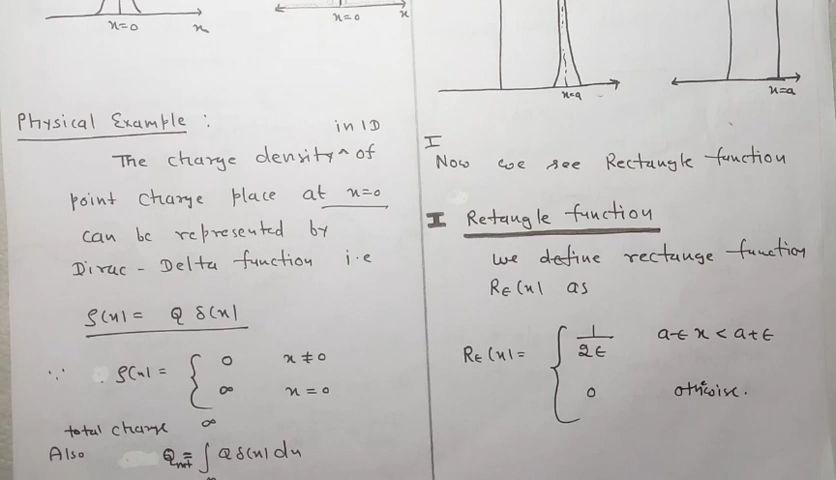 x=0
x
x=0
x
Physical Example :
in 1D
The charge density ^ of
point charge place at x=0
can be represented by
Dirac - Delta function i.e
ρ(x) = Q δ(x)
∵ ρ(x) = { 0 x ≠ 0
∞ x = 0
total charge ∞
Also Qnet = ∫ Q δ(x) dx
x=a
x=a
I
Now we see Rectangle function
I Retangle function
we define rectange function
Rϵ(x) as
Rϵ(x) = { 1/2ϵ a-ϵ x < a+ϵ
0 otherwise.